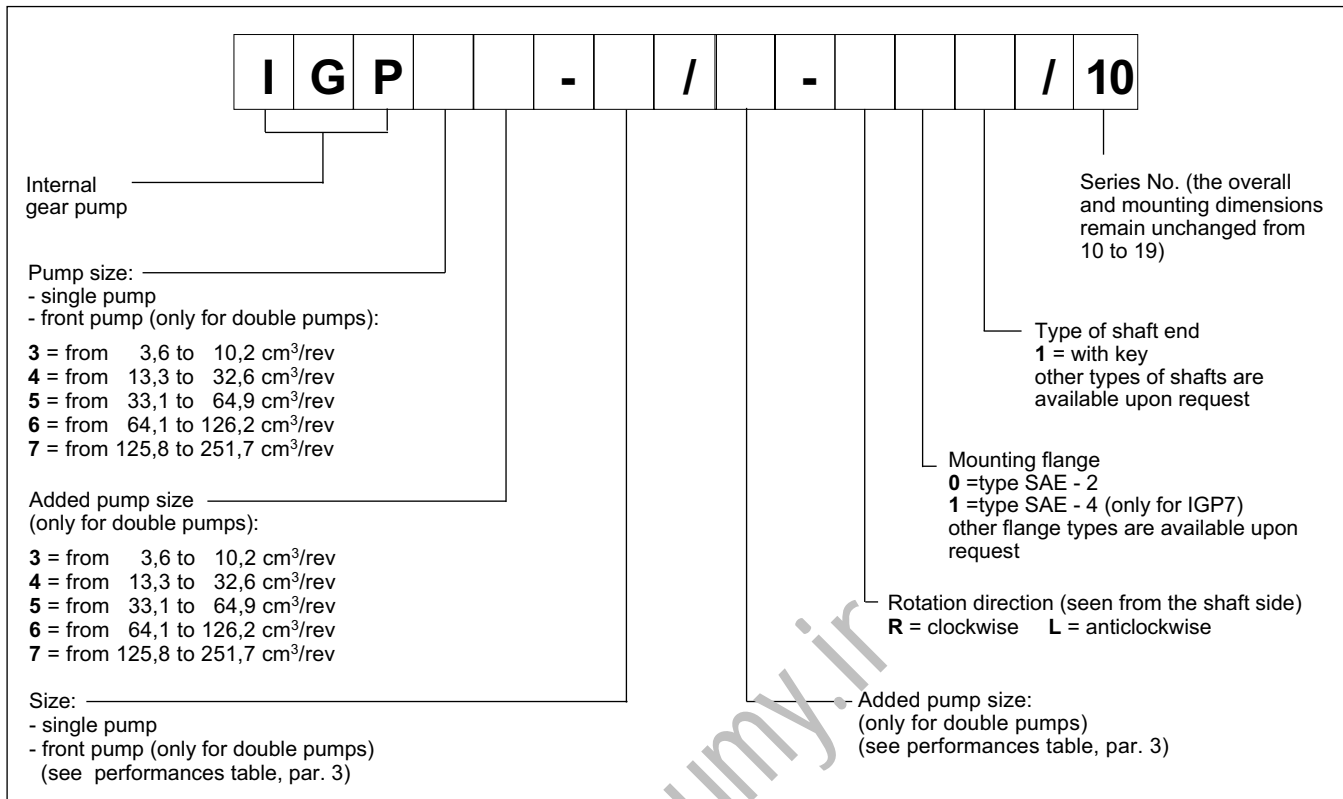 I G P - / - / 10
Internal
gear pump
Series No. (the overall
and mounting dimensions
remain unchanged from
10 to 19)
Pump size:
- single pump
- front pump (only for double pumps):
3 = from 3,6 to 10,2 cm³/rev
4 = from 13,3 to 32,6 cm³/rev
5 = from 33,1 to 64,9 cm³/rev
6 = from 64,1 to 126,2 cm³/rev
7 = from 125,8 to 251,7 cm³/rev
Type of shaft end
1 = with key
other types of shafts are
available upon request
Added pump size
(only for double pumps):
3 = from 3,6 to 10,2 cm³/rev
4 = from 13,3 to 32,6 cm³/rev
5 = from 33,1 to 64,9 cm³/rev
6 = from 64,1 to 126,2 cm³/rev
7 = from 125,8 to 251,7 cm³/rev
Mounting flange
0 =type SAE - 2
1 =type SAE - 4 (only for IGP7)
other flange types are available upon
request
Rotation direction (seen from the shaft side)
R = clockwise L = anticlockwise
Size:
- single pump
- front pump (only for double pumps)
(see performances table, par. 3)
Added pump size:
(only for double pumps)
(see performances table, par. 3)